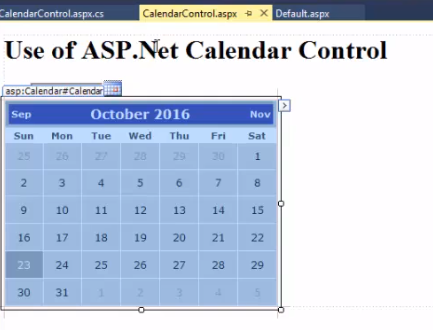 CalendarControl.aspx.cs CalendarControl.aspx Default.aspx
Use of ASP.Net Calendar Control
asp:Calendar#Calendar
Sep October 2016 Nov
Sun Mon Tue Wed Thu Fri Sat
25 26 27 28 29 30 1
2 3 4 5 6 7 8
9 10 11 12 13 14 15
16 17 18 19 20 21 22
23 24 25 26 27 28 29
30 31 1 2 3 4 5